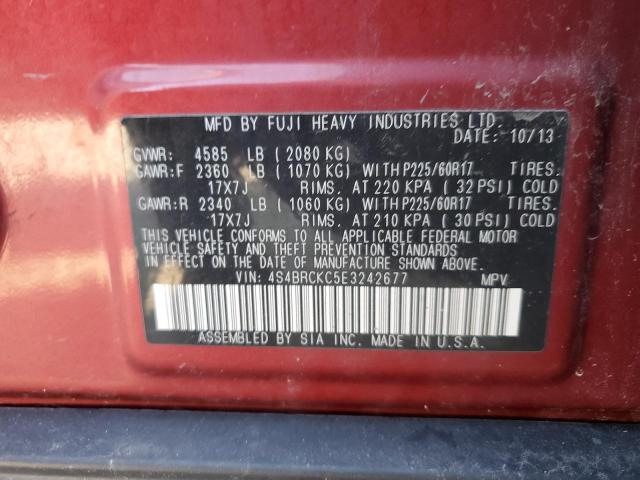 MFD BY FUJI HEAVY INDUSTRIES LTD.
DATE: 10/13
GVWR: 4585 LB (2080 KG)
GAWR:F 2360 LB (1070 KG) WITH P225/60R17 TIRES.
17X7J RIMS. AT 220 KPA (32 PSI) COLD
GAWR:R 2340 LB (1060 KG) WITH P225/60R17 TIRES.
17X7J RIMS. AT 210 KPA (30 PSI) COLD
THIS VEHICLE CONFORMS TO ALL APPLICABLE FEDERAL MOTOR
VEHICLE SAFETY AND THEFT PREVENTION STANDARDS
IN EFFECT ON THE DATE OF MANUFACTURE SHOWN ABOVE.
VIN: 4S4BRCKC5E3242677 MPV
ASSEMBLED BY SIA INC. MADE IN U.S.A.